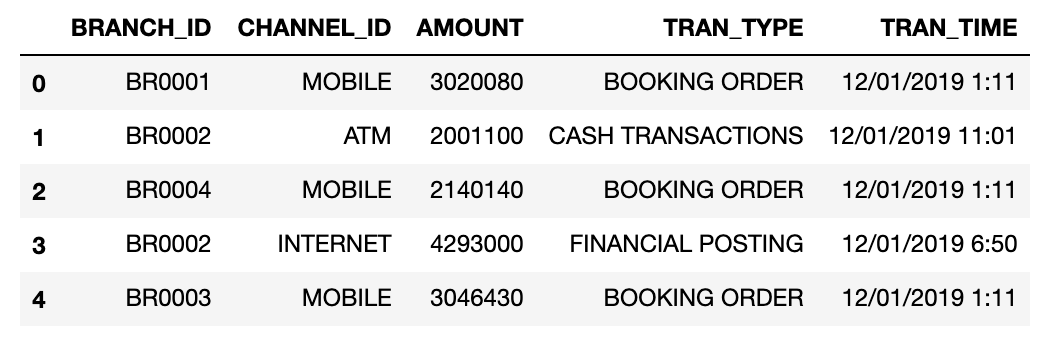 BRANCH_ID CHANNEL_ID AMOUNT TRAN_TYPE TRAN_TIME
0 BR0001 MOBILE 3020080 BOOKING ORDER 12/01/2019 1:11
1 BR0002 ATM 2001100 CASH TRANSACTIONS 12/01/2019 11:01
2 BR0004 MOBILE 2140140 BOOKING ORDER 12/01/2019 1:11
3 BR0002 INTERNET 4293000 FINANCIAL POSTING 12/01/2019 6:50
4 BR0003 MOBILE 3046430 BOOKING ORDER 12/01/2019 1:11